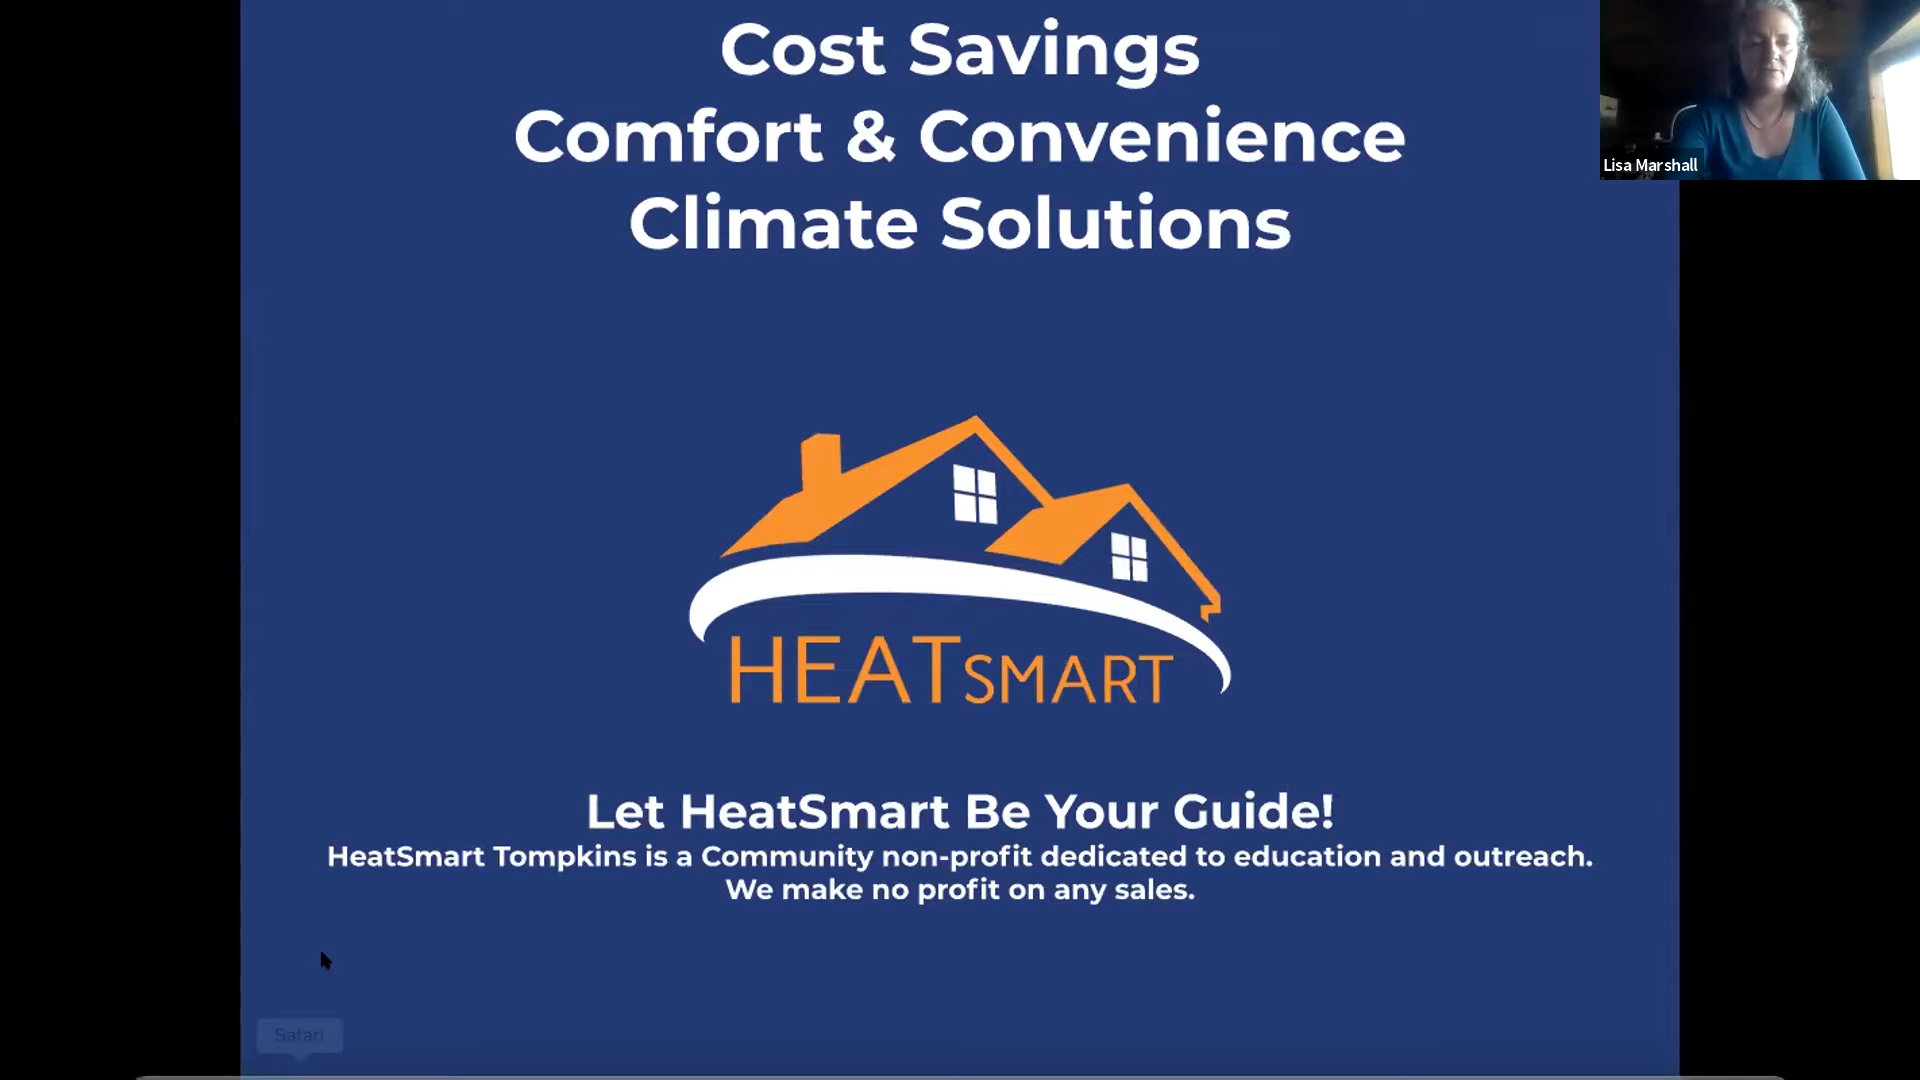 Cost Savings
Comfort & Convenience
Climate Solutions
Lisa Marshall
HEATSMART
Let HeatSmart Be Your Guide!
HeatSmart Tompkins is a Community non-profit dedicated to education and outreach.
We make no profit on any sales.
Safari